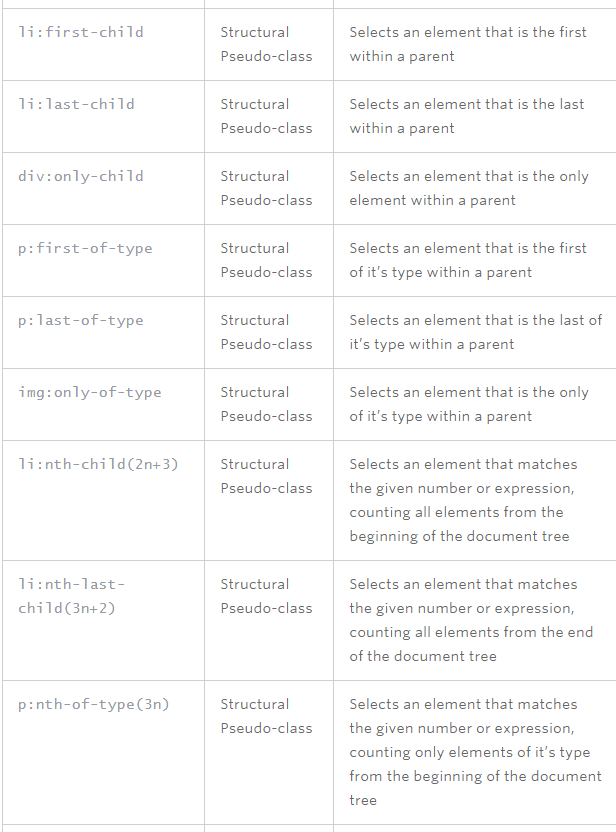 li:first-child
Structural
Pseudo-class
Selects an element that is the first
within a parent
li:last-child
Structural
Pseudo-class
Selects an element that is the last
within a parent
div:only-child
Structural
Pseudo-class
Selects an element that is the only
element within a parent
p:first-of-type
Structural
Pseudo-class
Selects an element that is the first
of it’s type within a parent
p:last-of-type
Structural
Pseudo-class
Selects an element that is the last of
it’s type within a parent
img:only-of-type
Structural
Pseudo-class
Selects an element that is the only
of it’s type within a parent
li:nth-child(2n+3)
Structural
Pseudo-class
Selects an element that matches
the given number or expression,
counting all elements from the
beginning of the document tree
li:nth-last-
child(3n+2)
Structural
Pseudo-class
Selects an element that matches
the given number or expression,
counting all elements from the end
of the document tree
p:nth-of-type(3n)
Structural
Pseudo-class
Selects an element that matches
the given number or expression,
counting only elements of it’s type
from the beginning of the document
tree